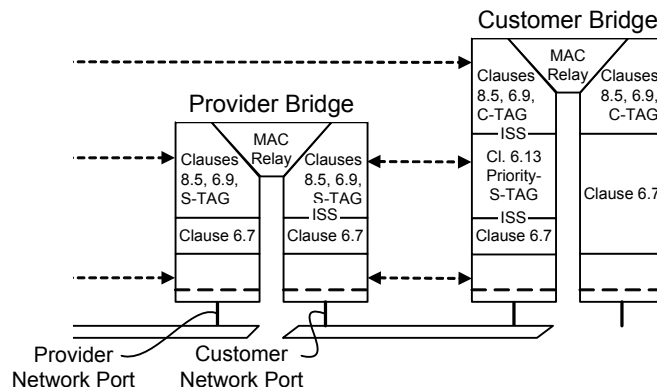 Customer Bridge
MAC
Relay
Clauses
8.5, 6.9,
C-TAG
Clauses
8.5, 6.9,
C-TAG
Provider Bridge
MAC
Relay
Clauses
8.5, 6.9,
S-TAG
Clauses
8.5, 6.9,
S-TAG
ISS
Clause 6.7
Clause 6.7
ISS
Cl. 6.13
Priority-
S-TAG
ISS
Clause 6.7
Clause 6.7
Provider
Network Port
Customer
Network Port